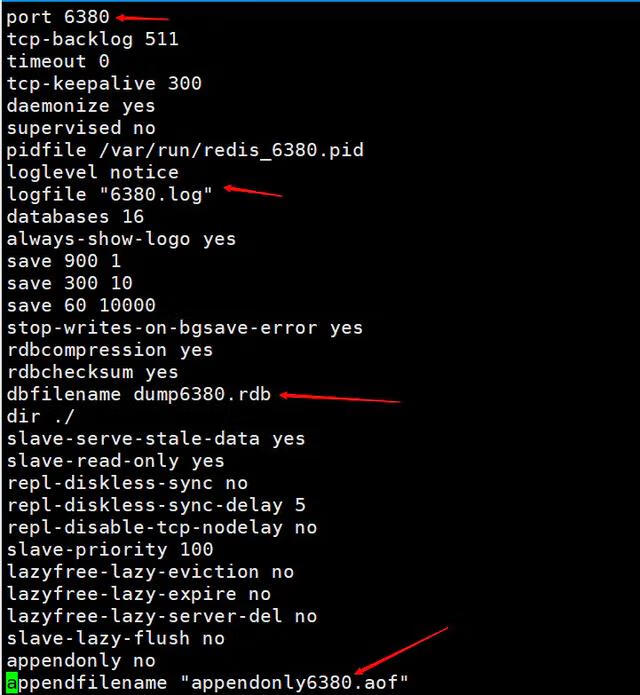 port 6380
tcp-backlog 511
timeout 0
tcp-keepalive 300
daemonize yes
supervised no
pidfile /var/run/redis_6380.pid
loglevel notice
logfile "6380.log"
databases 16
always-show-logo yes
save 900 1
save 300 10
save 60 10000
stop-writes-on-bgsave-error yes
rdbcompression yes
rdbchecksum yes
dbfilename dump6380.rdb
dir ./
slave-serve-stale-data yes
slave-read-only yes
repl-diskless-sync no
repl-diskless-sync-delay 5
repl-disable-tcp-nodelay no
slave-priority 100
lazyfree-lazy-eviction no
lazyfree-lazy-expire no
lazyfree-lazy-server-del no
slave-lazy-flush no
appendonly no
appendfilename "appendonly6380.aof"